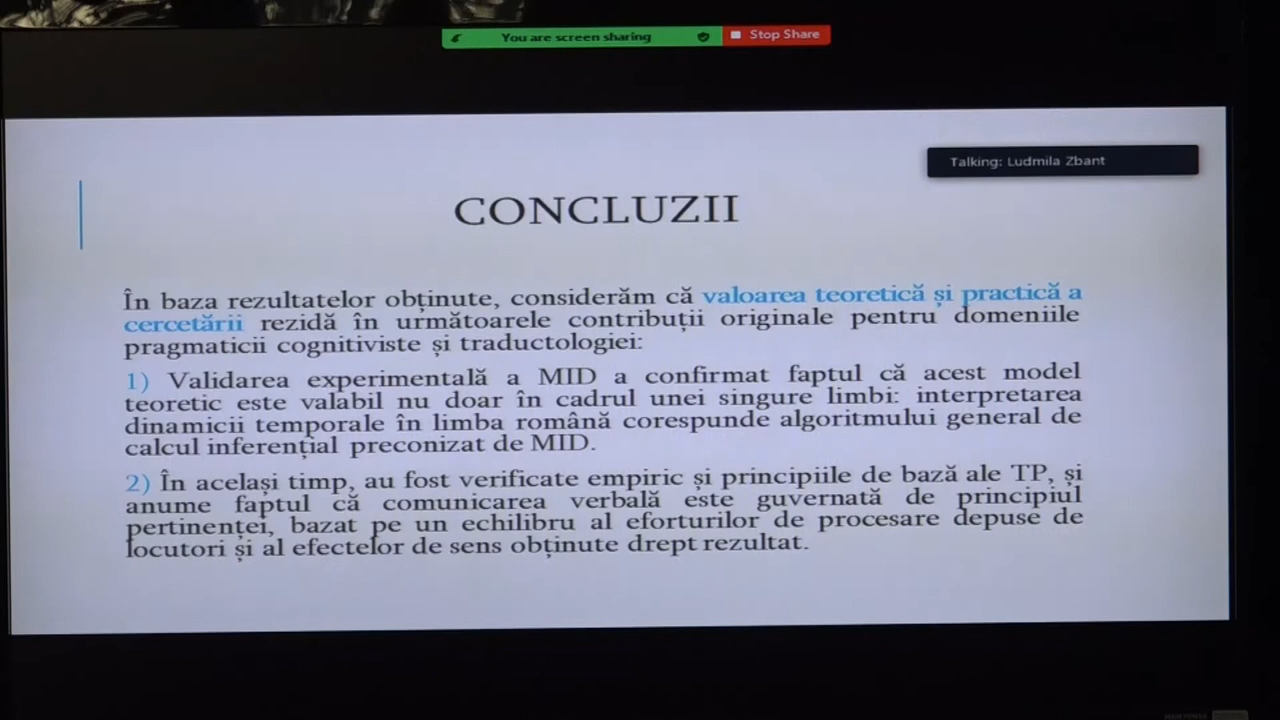 You are screen sharing
Stop Share
Talking: Ludmila Zbant
CONCLUZII
În baza rezultatelor obținute, considerăm că valoarea teoretică și practică a
cercetării rezidă în următoarele contribuții originale pentru domeniile
pragmaticii cognitiviste și traductologiei:
1) Validarea experimentală a MID a confirmat faptul că acest model
teoretic este valabil nu doar în cadrul unei singure limbi: interpretarea
dinamicii temporale în limba română corespunde algoritmului general de
calcul inferențial preconizat de MID.
2) În același timp, au fost verificate empiric și principiile de bază ale TP, și
anume faptul că comunicarea verbală este guvernată de principiul
pertinenței, bazat pe un echilibru al eforturilor de procesare depuse de
locutori și al efectelor de sens obținute drept rezultat.